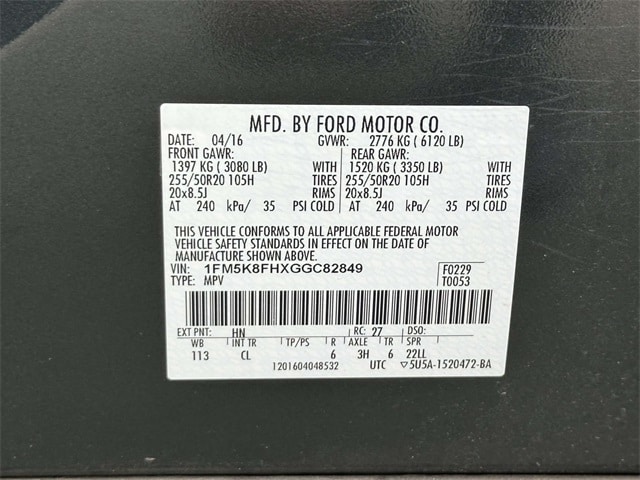 MFD. BY FORD MOTOR CO.
DATE: 04/16 GVWR: 2776 KG ( 6120 LB)
FRONT GAWR: REAR GAWR:
1397 KG ( 3080 LB) WITH 1520 KG ( 3350 LB) WITH
255/50R20 105H TIRES 255/50R20 105H TIRES
20x8.5J RIMS 20x8.5J RIMS
AT 240 kPa/ 35 PSI COLD AT 240 kPa/ 35 PSI COLD
THIS VEHICLE CONFORMS TO ALL APPLICABLE FEDERAL MOTOR
VEHICLE SAFETY STANDARDS IN EFFECT ON THE DATE OF
MANUFACTURE SHOWN ABOVE.
VIN: 1FM5K8FHXGGC82849 F0229
TYPE: MPV T0053
EXT PNT: HN RC: 27 DSO:
WB INT TR TP/PS R AXLE TR SPR
113 CL 6 3H 6 22LL
1201604048532 UTC ▽5U5A-1520472-BA